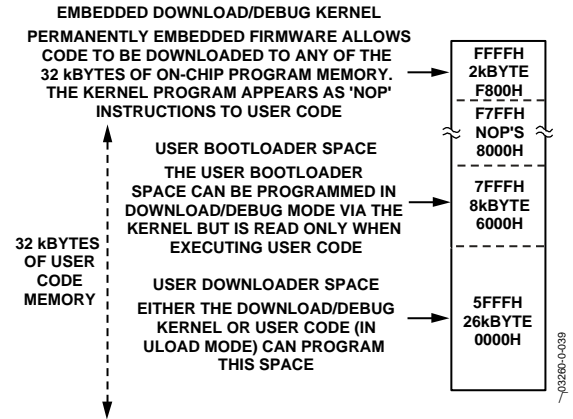 EMBEDDED DOWNLOAD/DEBUG KERNEL
PERMANENTLY EMBEDDED FIRMWARE ALLOWS
CODE TO BE DOWNLOADED TO ANY OF THE
32 kBYTES OF ON-CHIP PROGRAM MEMORY.
THE KERNEL PROGRAM APPEARS AS 'NOP'
INSTRUCTIONS TO USER CODE
FFFFH
2kBYTE
F800H
F7FFH
NOP'S
8000H
USER BOOTLOADER SPACE
THE USER BOOTLOADER
SPACE CAN BE PROGRAMMED IN
DOWNLOAD/DEBUG MODE VIA THE
KERNEL BUT IS READ ONLY WHEN
EXECUTING USER CODE
7FFFH
8kBYTE
6000H
32 kBYTES
OF USER
CODE
MEMORY
USER DOWNLOADER SPACE
EITHER THE DOWNLOAD/DEBUG
KERNEL OR USER CODE (IN
ULOAD MODE) CAN PROGRAM
THIS SPACE
5FFFH
26kBYTE
0000H
03260-0-039